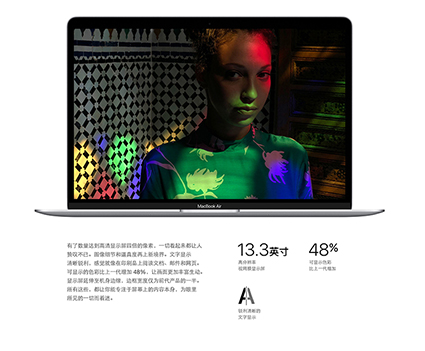 MacBook Air
有了数量达到高清显示屏四倍的像素，一切看起来都让人
赞叹不已。图像细节和逼真度再上新境界。文字显示
清晰锐利，感觉就像在印刷品上阅读文档、邮件和网页。
可显示的色彩比上一代增加 48%，让画面更加丰富生动。
显示屏延伸至机身边缘，边框宽度仅为前代产品的一半。
所有这些，都让你能专注于屏幕上的内容本身，为眼里
所见的一切而着迷。
13.3英寸
高分辨率
视网膜显示屏
48%
可显示色彩
比上一代增加
锐利清晰的
文字显示